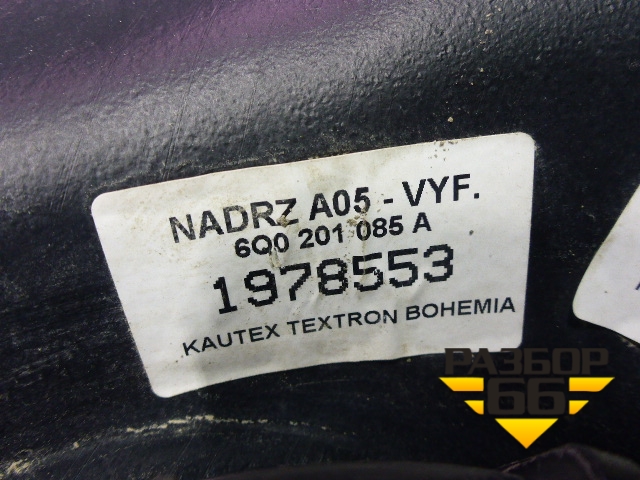 NADRZ A05 - VYF.
6Q0 201 085 A
1978553
KAUTEX TEXTRON BOHEMIA
РАЗБОР
66